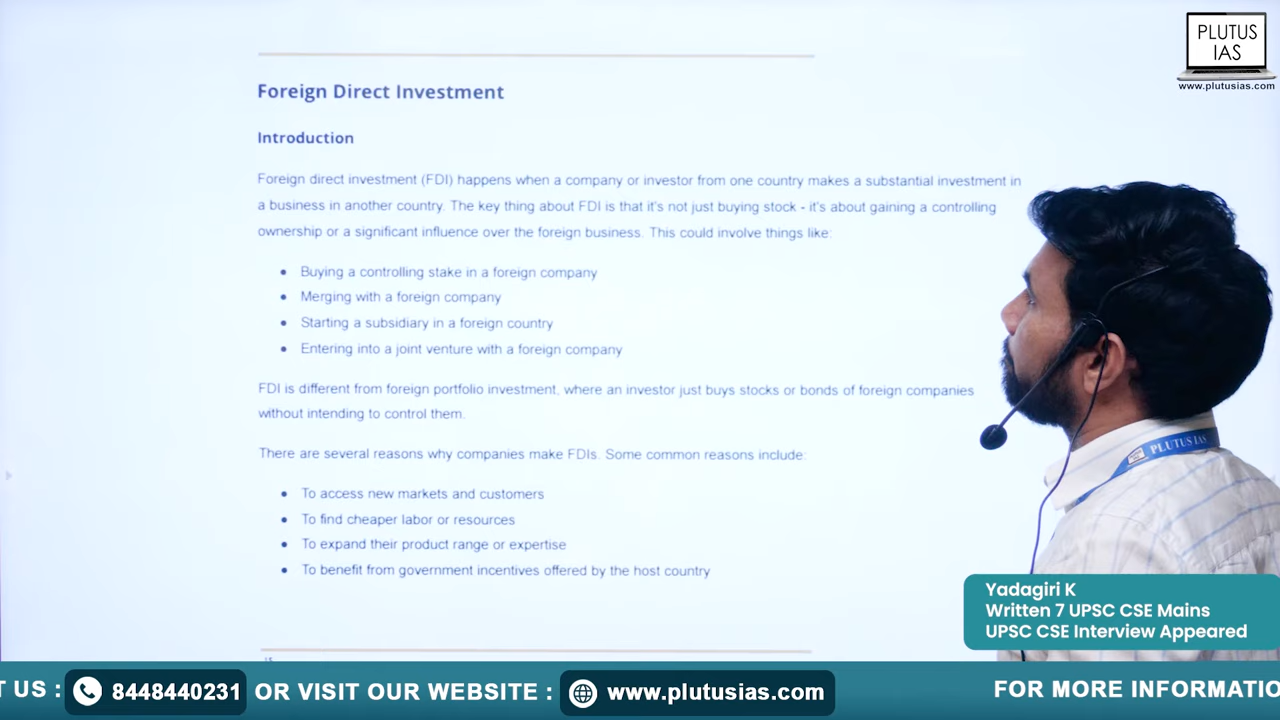 PLUTUS
IAS
www.plutusias.com
Foreign Direct Investment
Introduction
Foreign direct investment (FDI) happens when a company or investor from one country makes a substantial investment in
a business in another country. The key thing about FDI is that it's not just buying stock - it's about gaining a controlling
ownership or a significant influence over the foreign business. This could involve things like:
● Buying a controlling stake in a foreign company
● Merging with a foreign company
● Starting a subsidiary in a foreign country
● Entering into a joint venture with a foreign company
FDI is different from foreign portfolio investment, where an investor just buys stocks or bonds of foreign companies
without intending to control them.
There are several reasons why companies make FDIs. Some common reasons include:
● To access new markets and customers
● To find cheaper labor or resources
● To expand their product range or expertise
● To benefit from government incentives offered by the host country
PLUTUS IAS
Yadagiri K
Written 7 UPSC CSE Mains
UPSC CSE Interview Appeared
T US : 8448440231 OR VISIT OUR WEBSITE : www.plutusias.com FOR MORE INFORMATIO